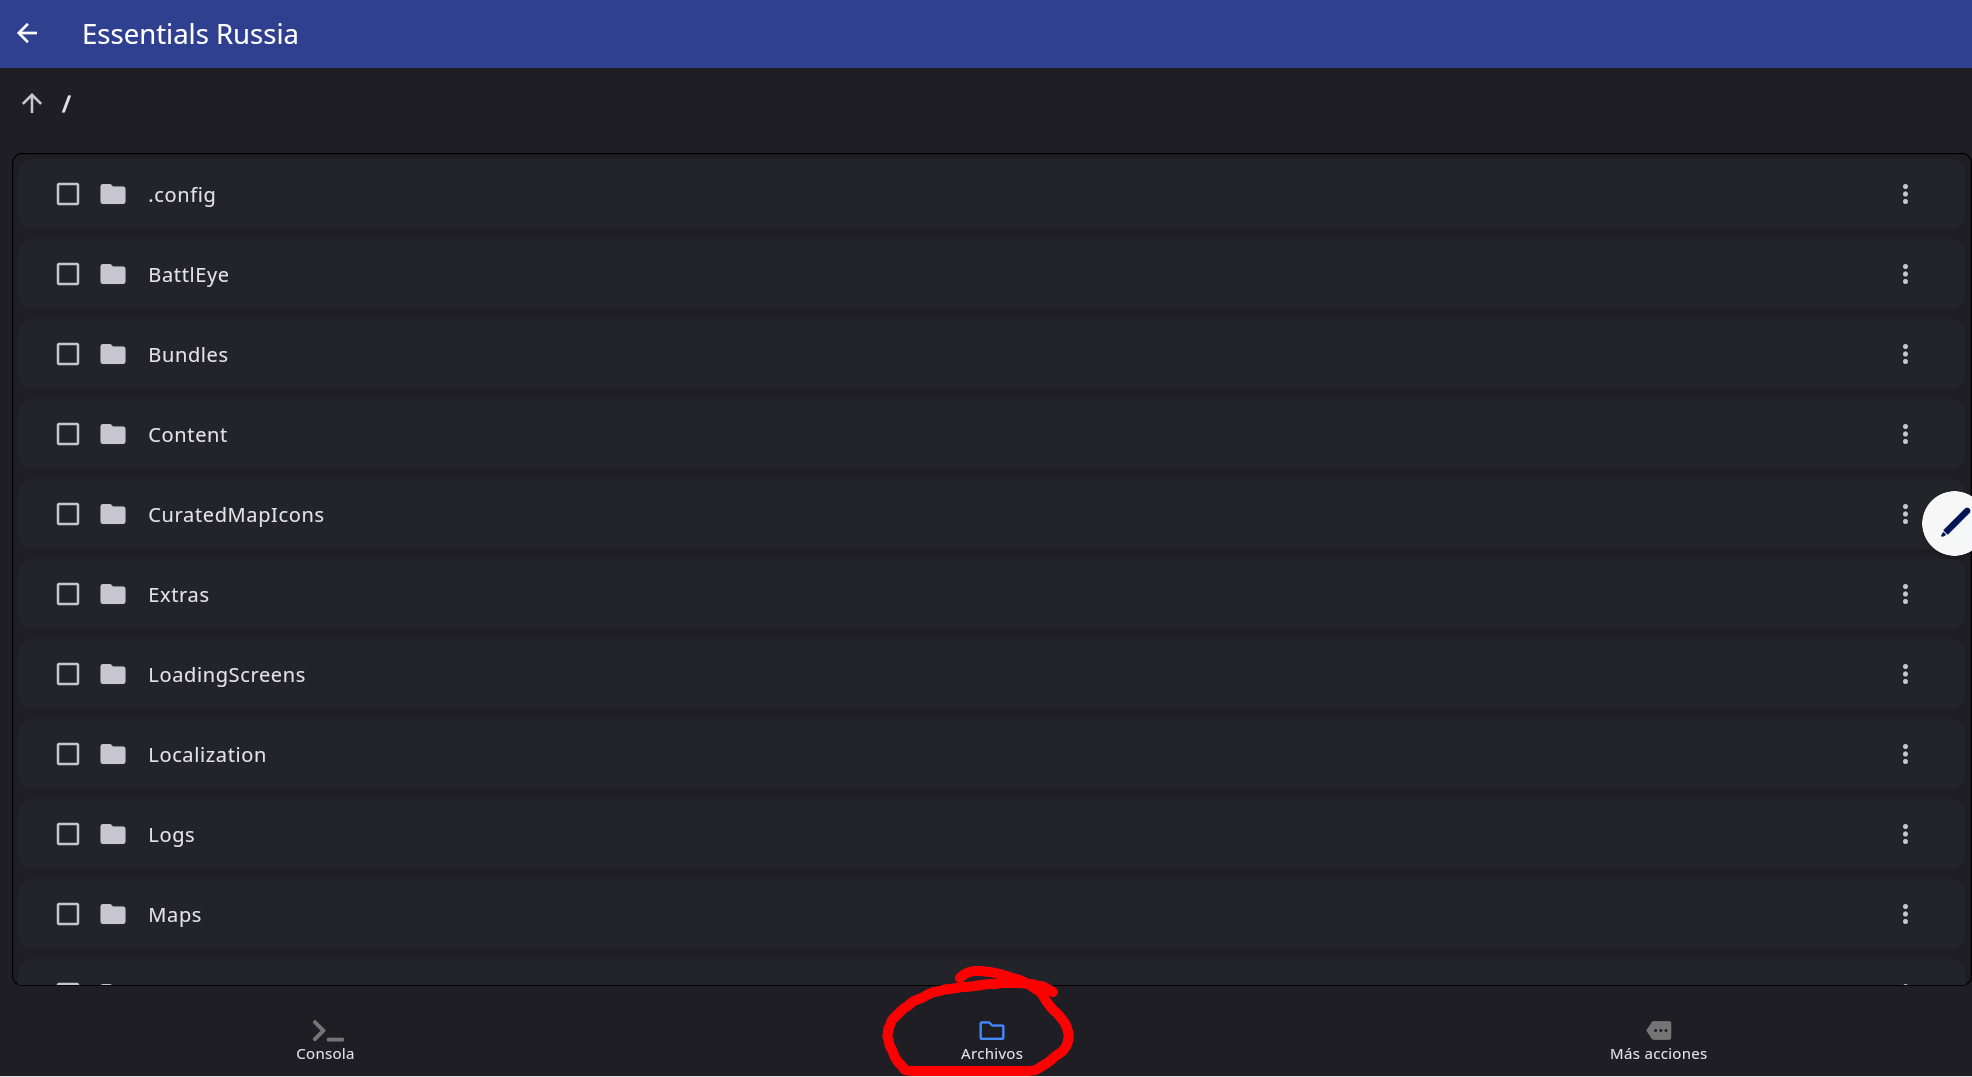 Essentials Russia
/
.config
BattlEye
Bundles
Content
CuratedMapIcons
Extras
LoadingScreens
Localization
Logs
Maps
Consola
Archivos
Más acciones